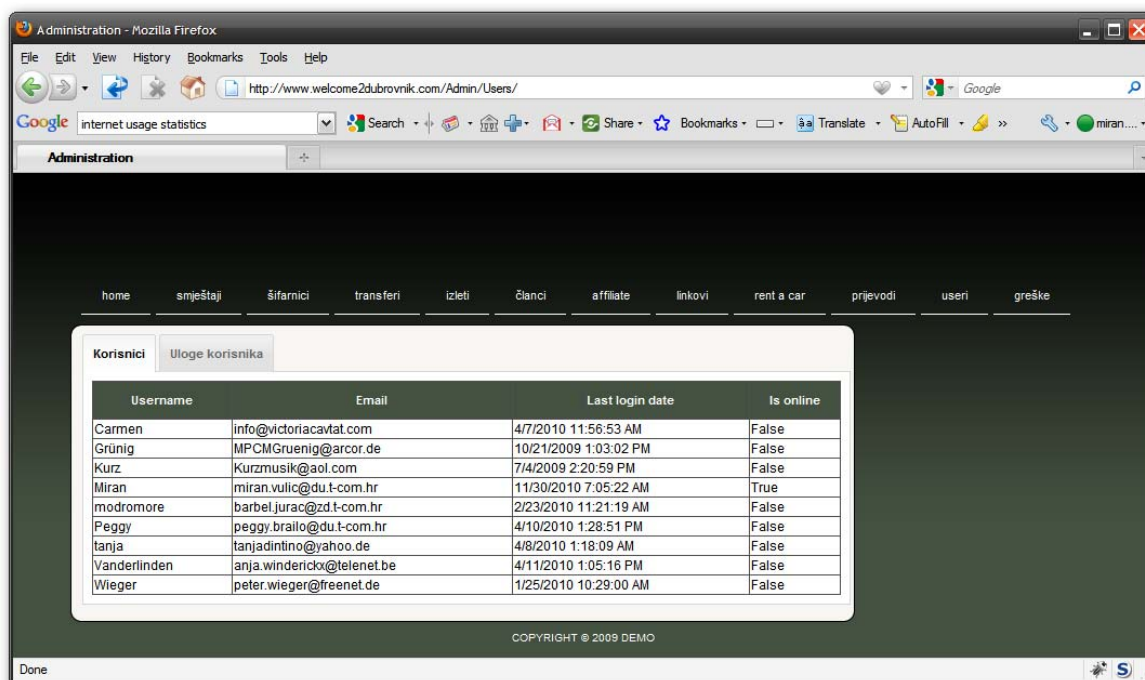 Administration - Mozilla Firefox
File Edit View History Bookmarks Tools Help
http://www.welcome2dubrovnik.com/Admin/Users/ Google
Google internet usage statistics Search Share Bookmarks Translate AutoFill » miran....
Administration
home smještaji šifarnici transferi izleti članci affiliate linkovi rent a car prijevodi useri greške
Korisnici Uloge korisnika
Username Email Last login date Is online
Carmen info@victoriacavtat.com 4/7/2010 11:56:53 AM False
Grünig MPCMGruenig@arcor.de 10/21/2009 1:03:02 PM False
Kurz Kurzmusik@aol.com 7/4/2009 2:20:59 PM False
Miran miran.vulic@du.t-com.hr 11/30/2010 7:05:22 AM True
modromore barbel.jurac@zd.t-com.hr 2/23/2010 11:21:19 AM False
Peggy peggy.brailo@du.t-com.hr 4/10/2010 1:28:51 PM False
tanja tanjadintino@yahoo.de 4/8/2010 1:18:09 AM False
Vanderlinden anja.winderickx@telenet.be 4/11/2010 1:05:16 PM False
Wieger peter.wieger@freenet.de 1/25/2010 10:29:00 AM False
COPYRIGHT © 2009 DEMO
Done S